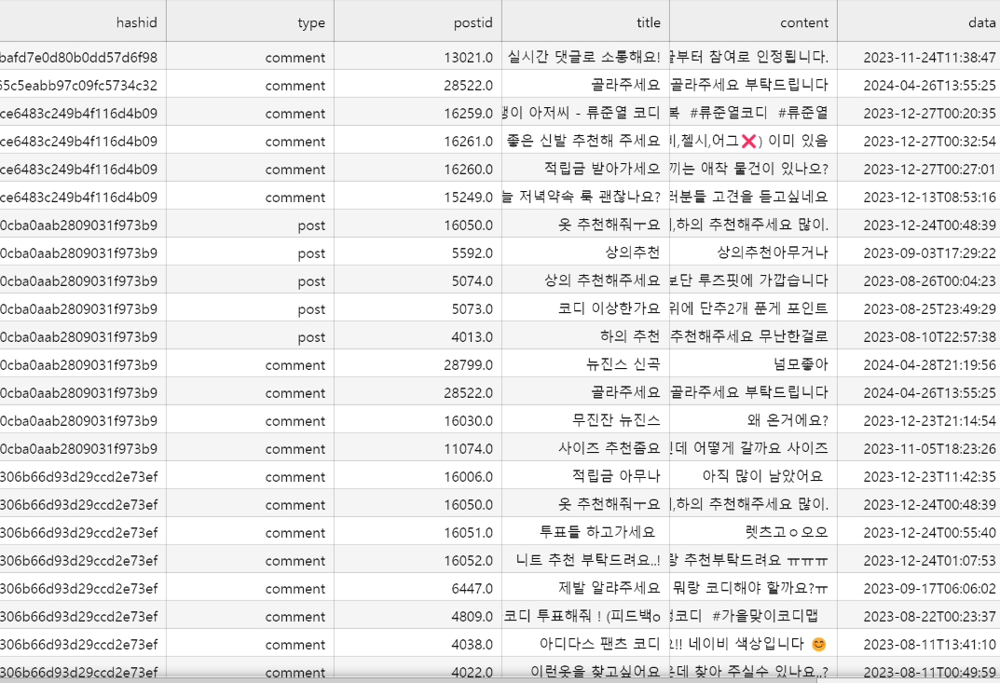 hashid type postid title content data
bafd7e0d80b0dd57d6f98 comment 13021.0 실시간 댓글로 소통해요! 글부터 참여로 인정됩니다. 2023-11-24T11:38:47
65c5eabb97c09fc5734c32 comment 28522.0 골라주세요 골라주세요 부탁드립니다 2024-04-26T13:55:25
ce6483c249b4f116d4b09 comment 16259.0 아저씨 - 류준열 코디 #류준열코디 #류준열 2023-12-27T00:20:35
ce6483c249b4f116d4b09 comment 16261.0 좋은 신발 추천해 주세요 ,첼시,어그❌) 이미 있음 2023-12-27T00:32:54
ce6483c249b4f116d4b09 comment 16260.0 적립금 받아가세요 끼는 애착 물건이 있나요? 2023-12-27T00:27:01
ce6483c249b4f116d4b09 comment 15249.0 늘 저녁약속 룩 괜찮나요? 러분들 고견을 듣고싶네요 2023-12-13T08:53:16
0cba0aab2809031f973b9 post 16050.0 옷 추천해줘ㅜ요 ,하의 추천해주세요 많이. 2023-12-24T00:48:39
0cba0aab2809031f973b9 post 5592.0 상의추천 상의추천아무거나 2023-09-03T17:29:22
0cba0aab2809031f973b9 post 5074.0 상의 추천해주세요 보단 루즈핏에 가깝습니다 2023-08-26T00:04:23
0cba0aab2809031f973b9 post 5073.0 코디 이상한가요 위에 단추2개 푼게 포인트 2023-08-25T23:49:29
0cba0aab2809031f973b9 post 4013.0 하의 추천 추천해주세요 무난한걸로 2023-08-10T22:57:38
0cba0aab2809031f973b9 comment 28799.0 뉴진스 신곡 넘모좋아 2024-04-28T21:19:56
0cba0aab2809031f973b9 comment 28522.0 골라주세요 골라주세요 부탁드립니다 2024-04-26T13:55:25
0cba0aab2809031f973b9 comment 16030.0 무진잔 뉴진스 왜 온거에요? 2023-12-23T21:14:54
0cba0aab2809031f973b9 comment 11074.0 사이즈 추천좀요 데 어떻게 갈까요 사이즈 2023-11-05T18:23:26
306b66d93d29ccd2e73ef comment 16006.0 적립금 아무나 아직 많이 남았어요 2023-12-23T11:42:35
306b66d93d29ccd2e73ef comment 16050.0 옷 추천해줘ㅜ요 ,하의 추천해주세요 많이. 2023-12-24T00:48:39
306b66d93d29ccd2e73ef comment 16051.0 투표들 하고가세요 렛츠고ㅇ오오 2023-12-24T00:55:40
306b66d93d29ccd2e73ef comment 16052.0 니트 추천 부탁드려요..! 랑 추천부탁드려요 ㅠㅠㅠ 2023-12-24T01:07:53
306b66d93d29ccd2e73ef comment 6447.0 제발 알랴주세요 뭐랑 코디해야 할까요?ㅠ 2023-09-17T06:06:02
306b66d93d29ccd2e73ef comment 4809.0 코디 투표해줘 ! (피드백o 코디 #가을맞이코디맵 2023-08-22T00:23:37
306b66d93d29ccd2e73ef comment 4038.0 아디다스 팬츠 코디 !! 네이비 색상입니다 😊 2023-08-11T13:41:10
306b66d93d29ccd2e73ef comment 4022.0 이런옷을 찾고싶어요 데 찾아 주실수 있나요..? 2023-08-11T00:49:59